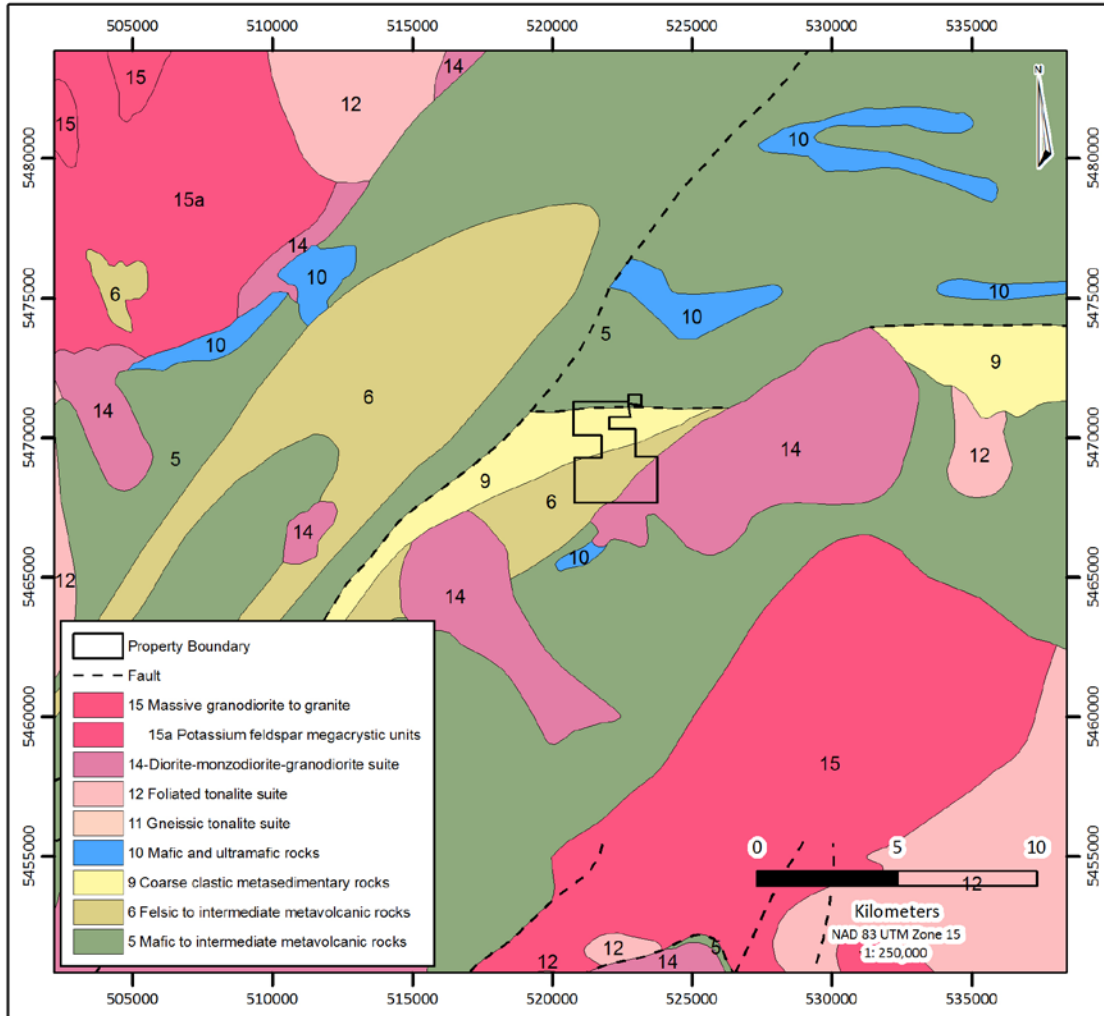 505000 510000 515000 520000 525000 530000 535000
N
15
14
12
15
10
5480000
5480000
15a
14
10
6
5475000
10
10
5475000
10
5
9
6
14
5470000
14
5470000
5
12
9
6
14
10
5465000
12
14
5465000
5460000
5460000
15
5455000
5455000
0 5 10
12
Kilometers
NAD 83 UTM Zone 15
1: 250,000
12
5
12
14
Property Boundary
Fault
15 Massive granodiorite to granite
15a Potassium feldspar megacrystic units
14-Diorite-monzodiorite-granodiorite suite
12 Foliated tonalite suite
11 Gneissic tonalite suite
10 Mafic and ultramafic rocks
9 Coarse clastic metasedimentary rocks
6 Felsic to intermediate metavolcanic rocks
5 Mafic to intermediate metavolcanic rocks
505000 510000 515000 520000 525000 530000 535000